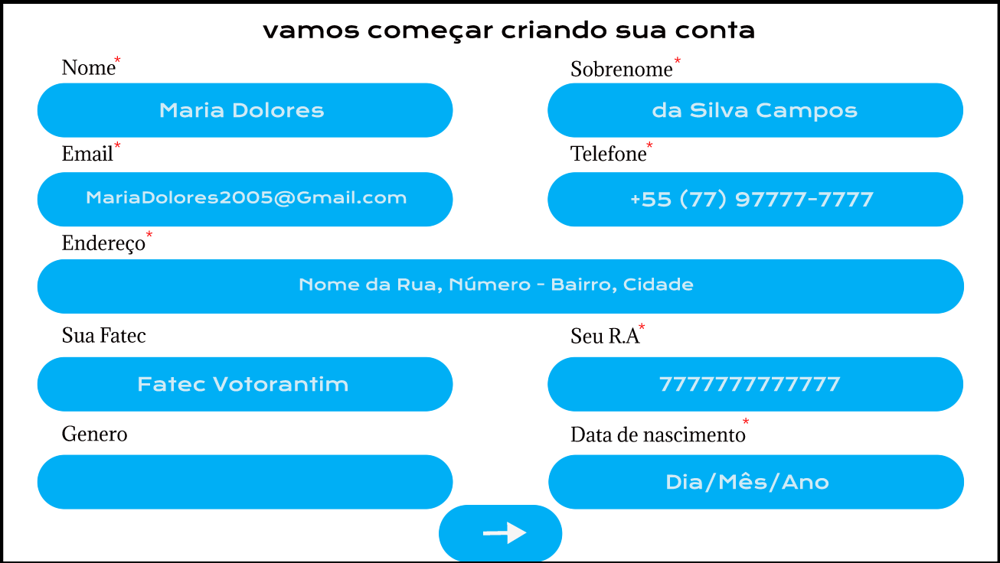 vamos começar criando sua conta
Nome*
Sobrenome*
Maria Dolores
da Silva Campos
Email*
Telefone*
MariaDolores2005@Gmail.com
+55 (77) 97777-7777
Endereço*
Nome da Rua, Número - Bairro, Cidade
Sua Fatec
Seu R.A*
Fatec Votorantim
7777777777777
Genero
Data de nascimento*
Dia/Mês/Ano